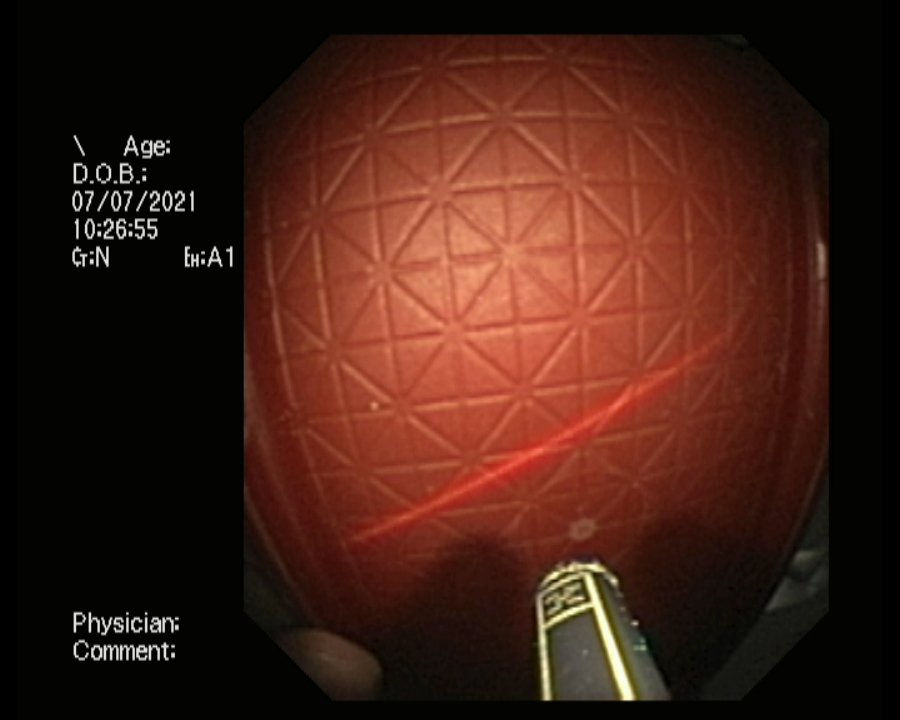 \ Age:
D.O.B.:
07/07/2021
10:26:55
Cr:N EH:A1
Physician:
Comment: